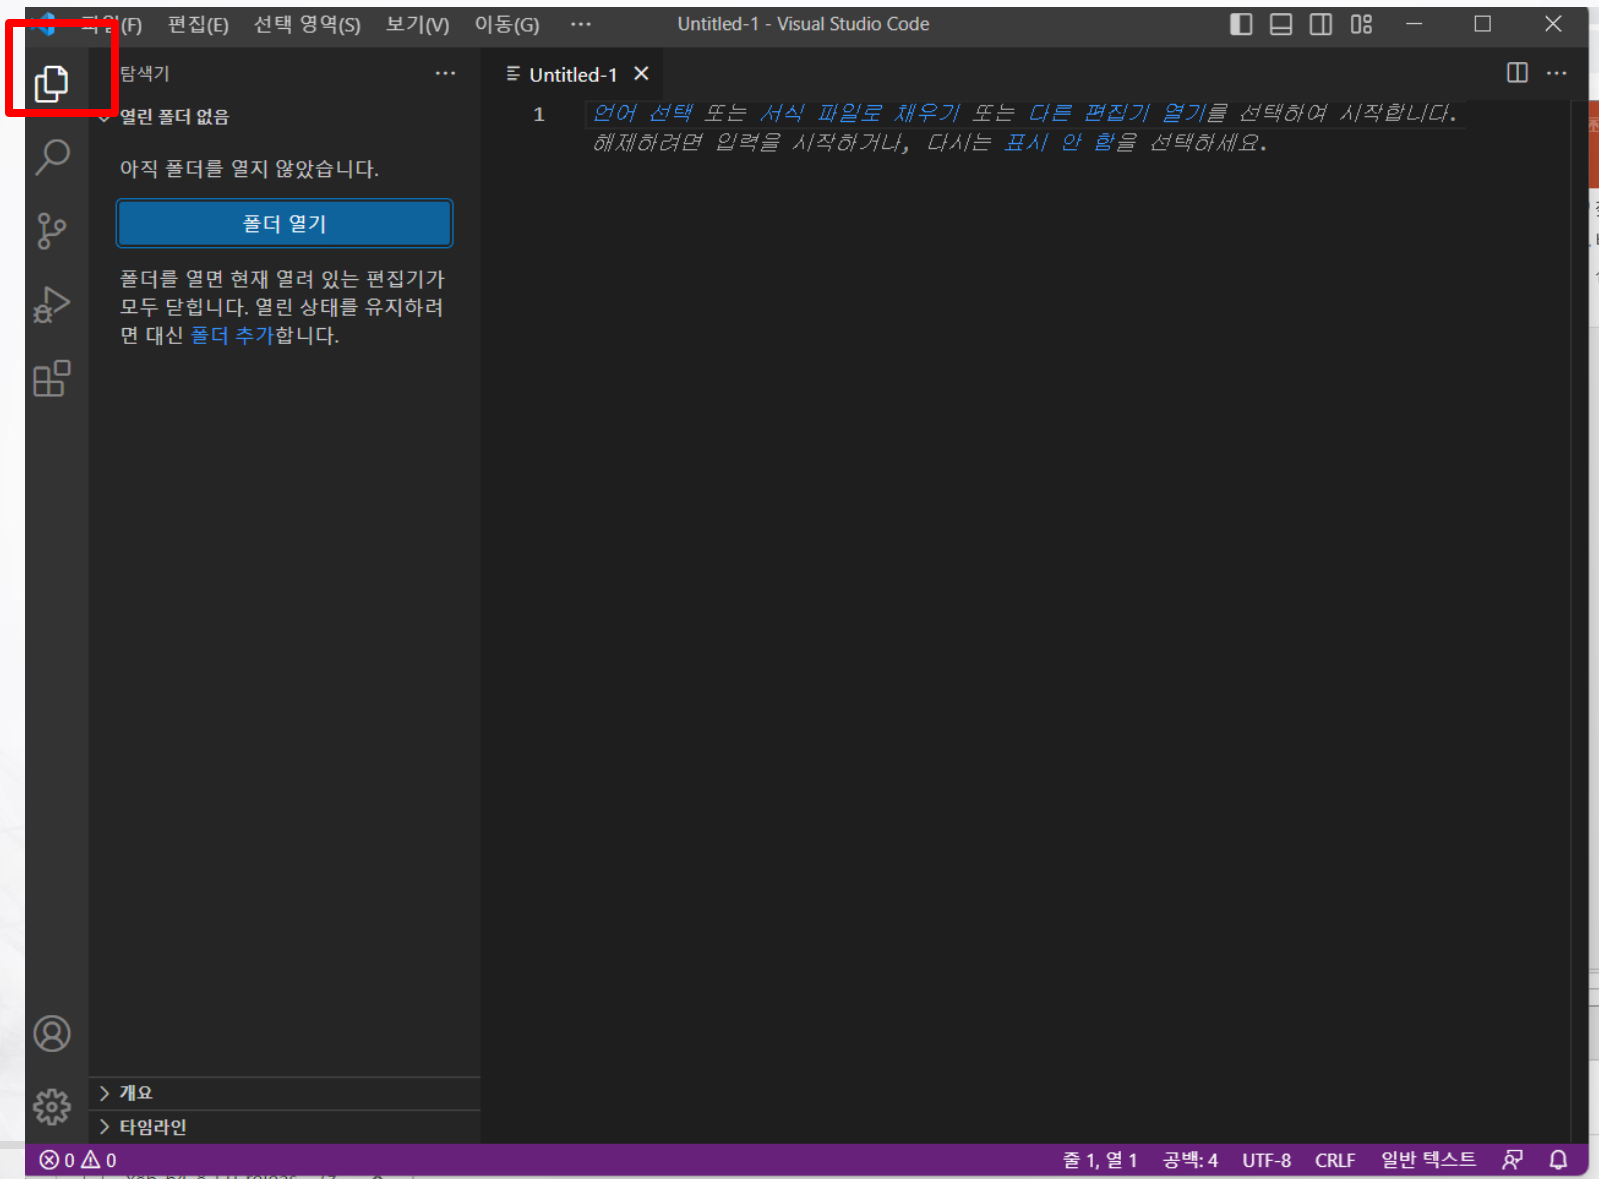 (F) 편집(E) 선택 영역(S) 보기(V) 이동(G) ··· Untitled-1 - Visual Studio Code
탐색기 ···
Untitled-1
열린 폴더 없음
아직 폴더를 열지 않았습니다.
폴더 열기
폴더를 열면 현재 열려 있는 편집기가
모두 닫힙니다. 열린 상태를 유지하려
면 대신 폴더 추가합니다.
1 언어 선택 또는 서식 파일로 채우기 또는 다른 편집기 열기를 선택하여 시작합니다.
해제하려면 입력을 시작하거나, 다시는 표시 안 함을 선택하세요.
개요
타임라인
0 0 줄 1, 열 1 공백: 4 UTF-8 CRLF 일반 텍스트